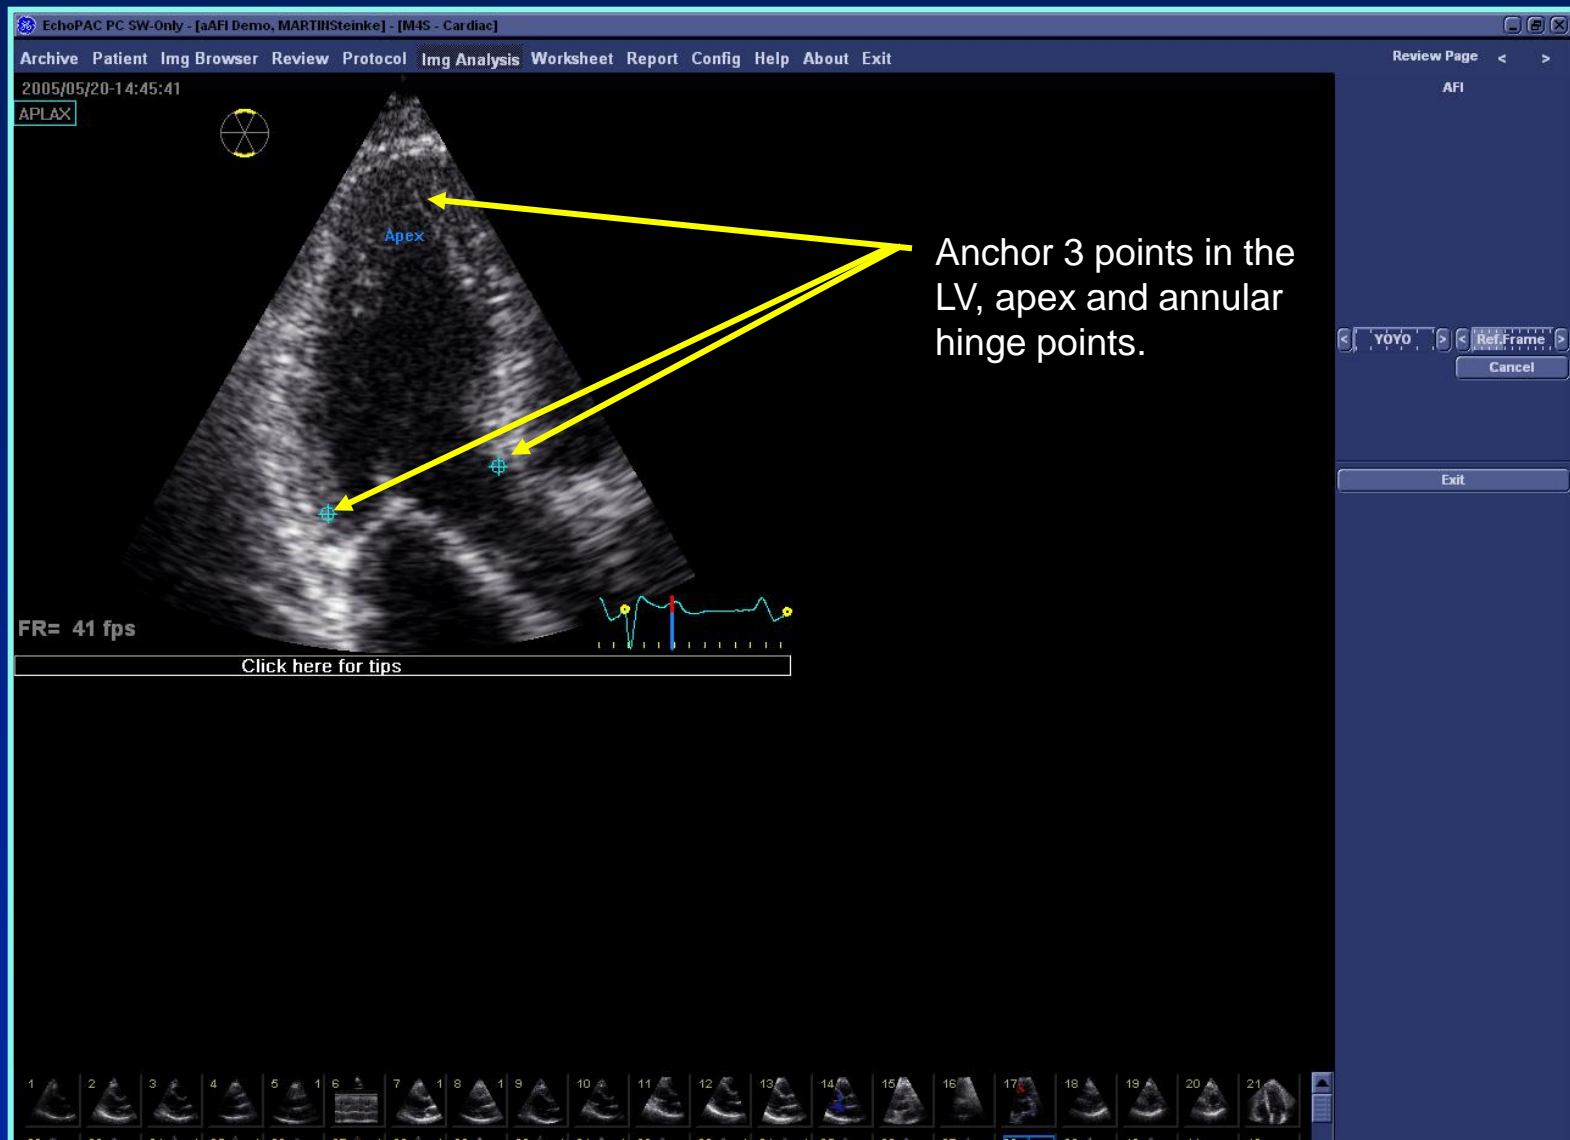 EchoPAC PC SW-Only - [aAFI Demo, MARTINSteinke] - [M4S - Cardiac]
Archive Patient Img Browser Review Protocol Img Analysis Worksheet Report Config Help About Exit
Review Page < >
2005/05/20-14:45:41
AFI
APLAX
Apex
Anchor 3 points in the
LV, apex and annular
hinge points.
< YOYO > < Ref.Frame >
Cancel
Exit
FR= 41 fps
Click here for tips
1 2 3 4 5 1 6 7 1 8 1 9 10 11 12 13 14 15 16 17 18 19 20 21